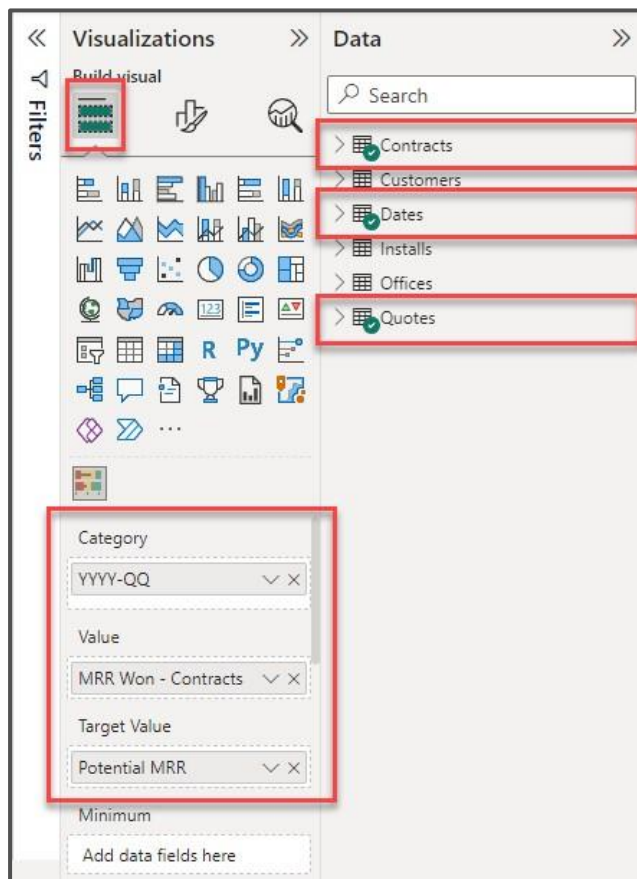 Visualizations
Build visual
Filters
R
Py
123
Category
YYYY-QQ
Value
MRR Won - Contracts
Target Value
Potential MRR
Minimum
Add data fields here
Data
Search
Contracts
Customers
Dates
Installs
Offices
Quotes